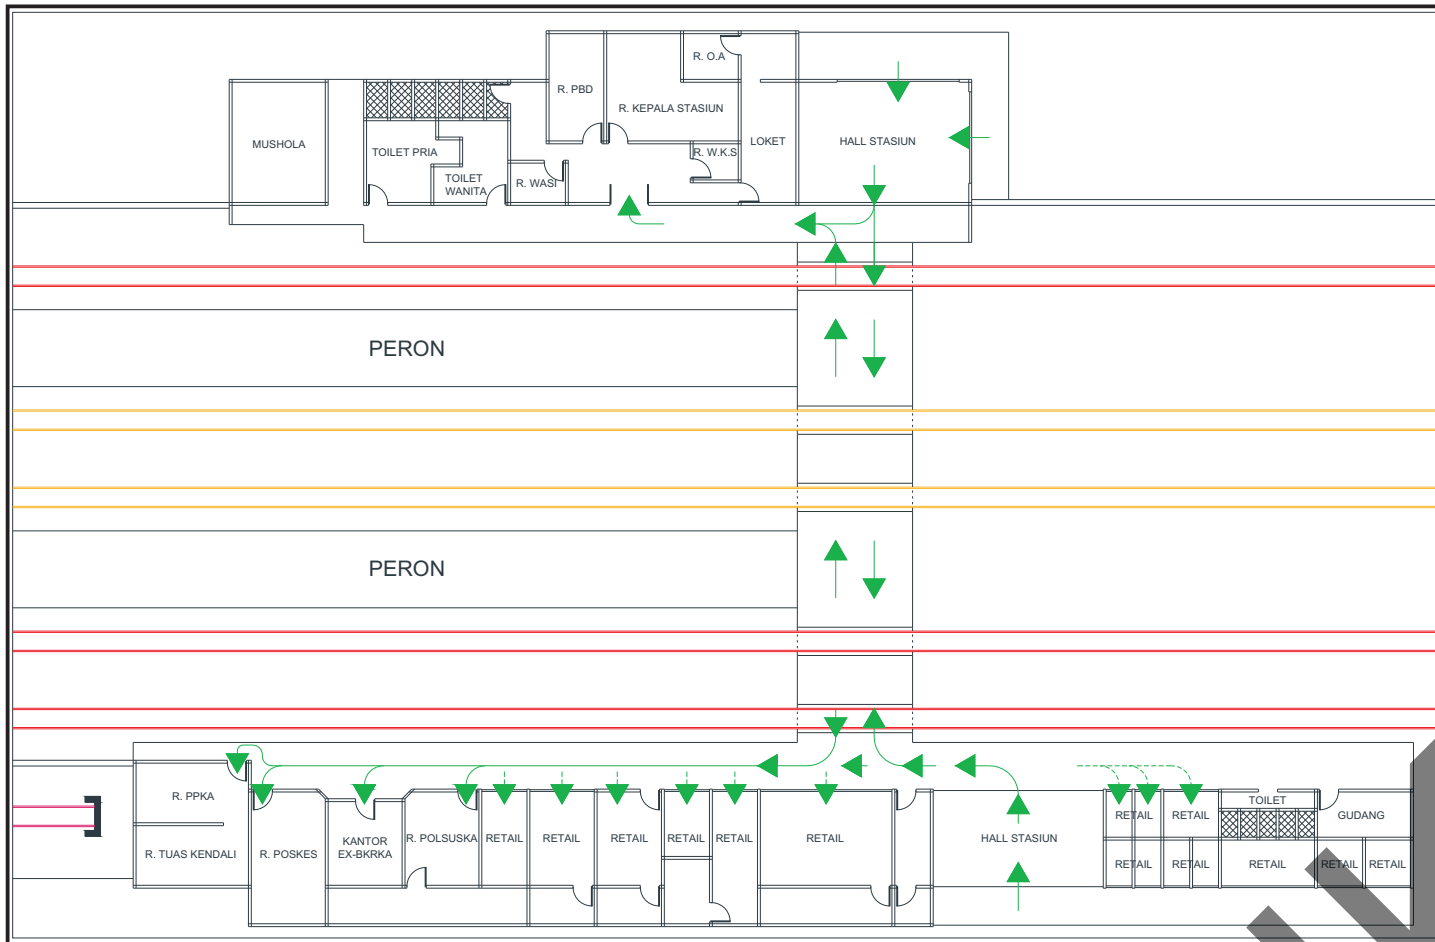 R. O.A
R. PBD
R. KEPALA STASIUN
MUSHOLA
TOILET PRIA
LOKET
HALL STASIUN
R. W.K.S
TOILET
WANITA
R. WASI
PERON
PERON
R. PPKA
TOILET
RETAIL
RETAIL
GUDANG
R. TUAS KENDALI
R. POSKES
KANTOR
EX-BKRKA
R. POLSUSKA
RETAIL
RETAIL
RETAIL
RETAIL
RETAIL
RETAIL
HALL STASIUN
RETAIL
RETAIL
RETAIL
RETAIL
RETAIL